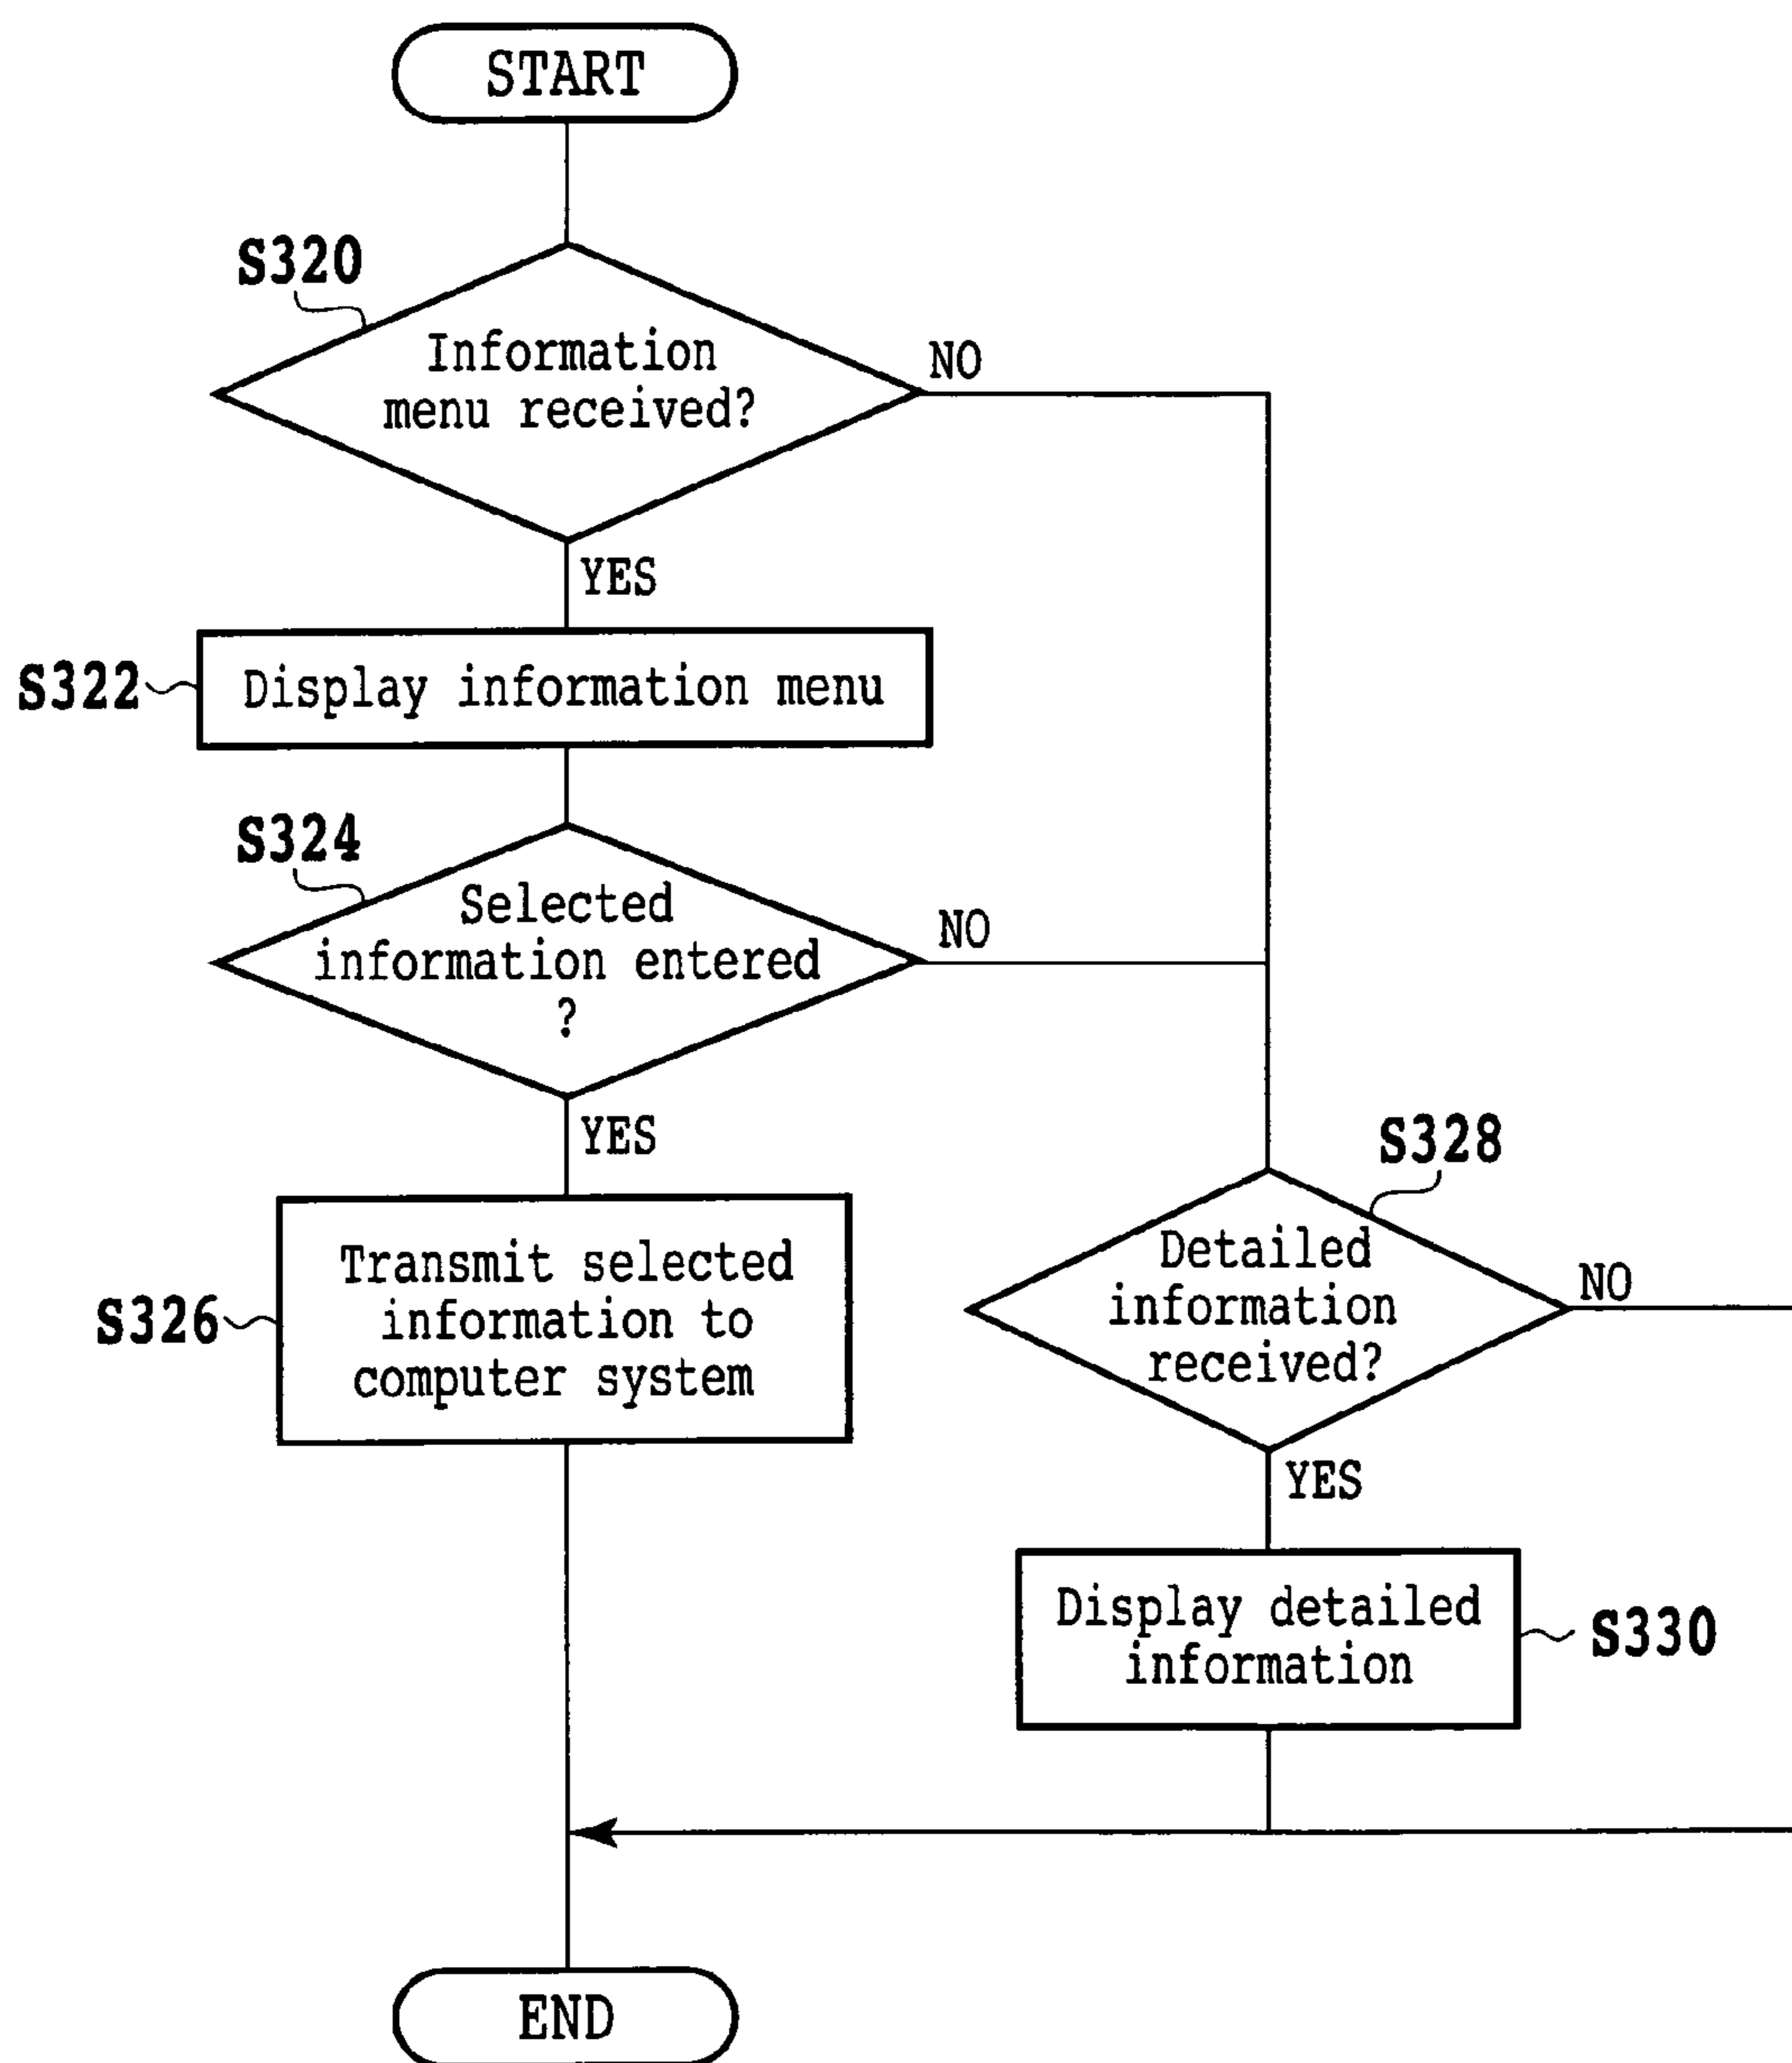 START
S320
Information
menu received?
NO
YES
S322
Display information menu
S324
Selected
information entered
?
NO
YES
S326
Transmit selected
information to
computer system
S328
Detailed
information
received?
NO
YES
Display detailed
information
S330
END